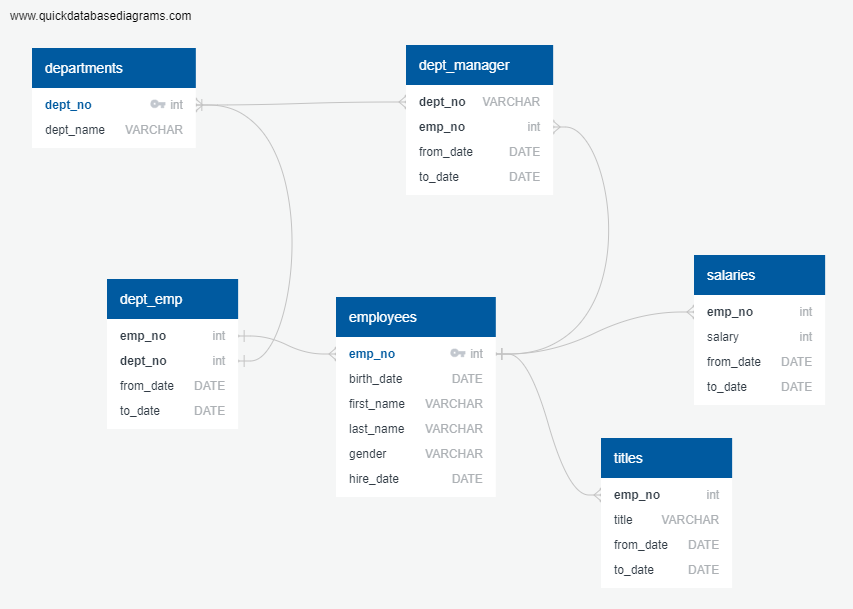 www.quickdatabasediagrams.com
departments
dept_no int
dept_name VARCHAR
dept_manager
dept_no VARCHAR
emp_no int
from_date DATE
to_date DATE
dept_emp
emp_no int
dept_no int
from_date DATE
to_date DATE
employees
emp_no int
birth_date DATE
first_name VARCHAR
last_name VARCHAR
gender VARCHAR
hire_date DATE
salaries
emp_no int
salary int
from_date DATE
to_date DATE
titles
emp_no int
title VARCHAR
from_date DATE
to_date DATE